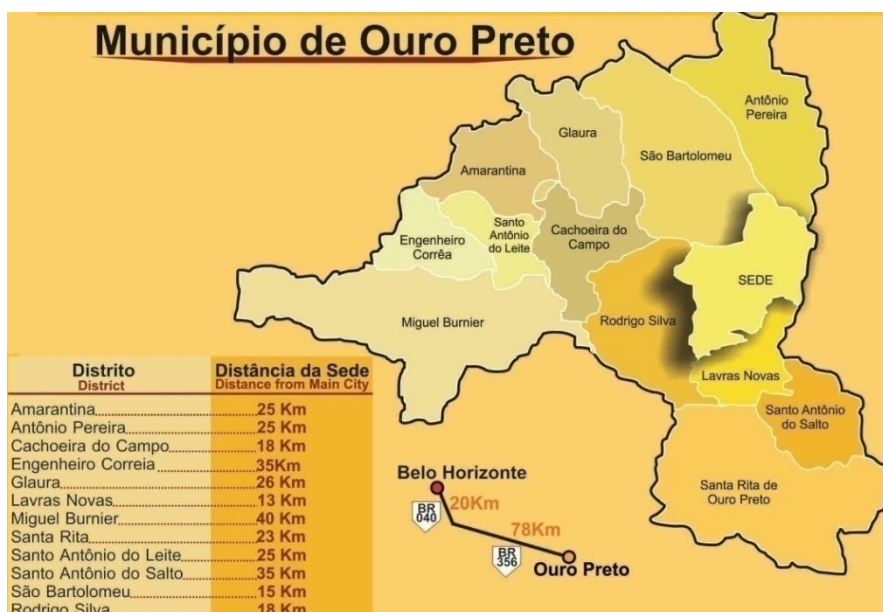 Município de Ouro Preto
Antônio
Pereira
Glaura
São Bartolomeu
Amarantina
Santo
Antônio
do Leite
Cachoeira do
Campo
Engenheiro
Corrêa
SEDE
Miguel Burnier
Rodrigo Silva
Lavras Novas
Santo Antônio
do Salto
Santa Rita de
Ouro Preto
Distrito
District
Distância da Sede
Distance from Main City
Amarantina 25 Km
Antônio Pereira 25 Km
Cachoeira do Campo 18 Km
Engenheiro Correia 35Km
Glaura 26 Km
Lavras Novas 13 Km
Miguel Burnier 40 Km
Santa Rita 23 Km
Santo Antônio do Leite 25 Km
Santo Antônio do Salto 35 Km
São Bartolomeu 15 Km
Rodrigo Silva 18 Km
Belo Horizonte
20Km
BR
040
78Km
BR
356
Ouro Preto